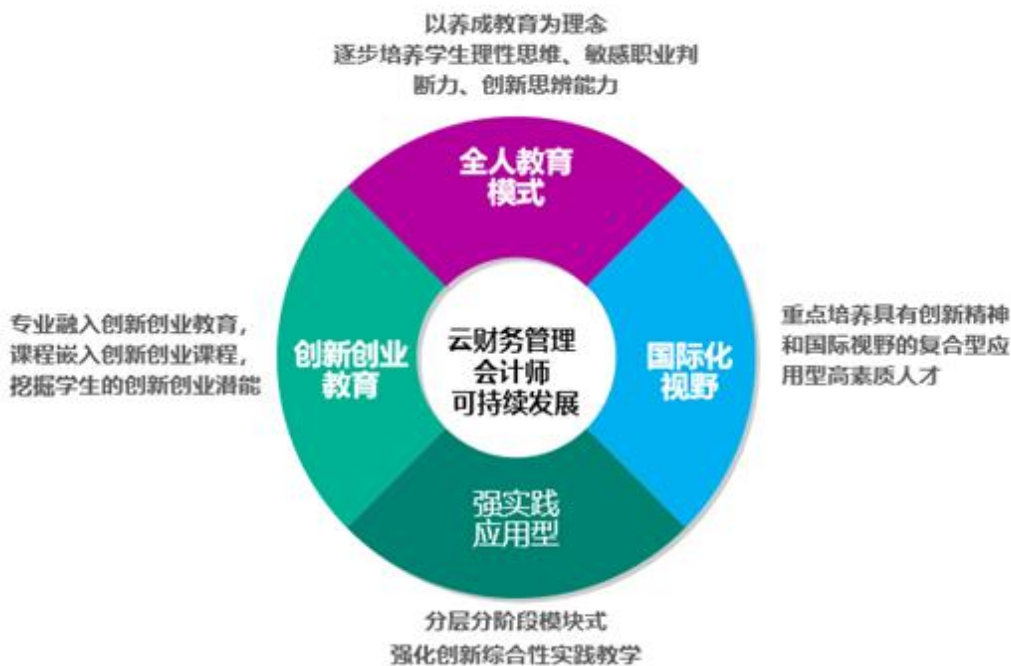 以养成教育为理念
逐步培养学生理性思维、敏感职业判
断力、创新思辨能力
全人教育
模式
专业融入创新创业教育，
课程嵌入创新创业课程，
挖掘学生的创新创业潜能
创新创业
教育
云财务管理
会计师
可持续发展
国际化
视野
重点培养具有创新精神
和国际视野的复合型应
用型高素质人才
强实践
应用型
分层分阶段模块式
强化创新综合性实践教学